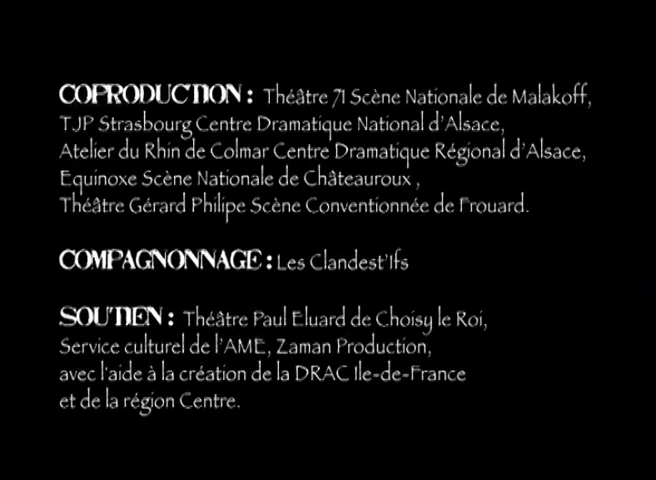 COPRODUCTION : Théâtre 71 Scène Nationale de Malakoff,
TJP Strasbourg Centre Dramatique National d'Alsace,
Atelier du Rhin de Colmar Centre Dramatique Régional d'Alsace,
Equinoxe Scène Nationale de Châteauroux ,
Théâtre Gérard Philipe Scène Conventionnée de Frouard.
COMPAGNONNAGE : Les Clandest'Ifs
SOUTIEN : Théâtre Paul Eluard de Choisy le Roi,
Service culturel de l'AME, Zaman Production,
avec l'aide à la création de la DRAC Ile-de-France
et de la région Centre.